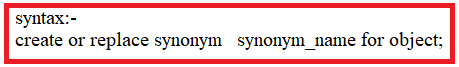 syntax:-
create or replace synonym   synonym_name for object;